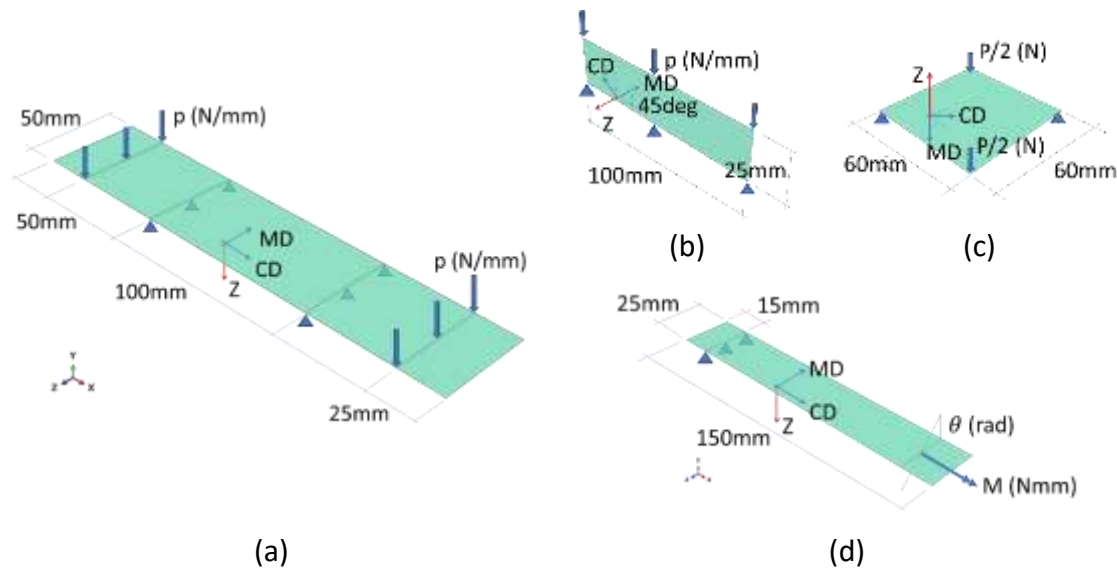 50mm
p (N/mm)
50mm
MD
CD
Z
100mm
p (N/mm)
25mm
Y
Z
X
(a)
p (N/mm)
CD
MD
45deg
Z
100mm
25mm
(b)
P/2 (N)
Z
CD
MD
P/2 (N)
60mm
60mm
(c)
25mm
15mm
MD
CD
Z
150mm
θ (rad)
M (Nmm)
(d)